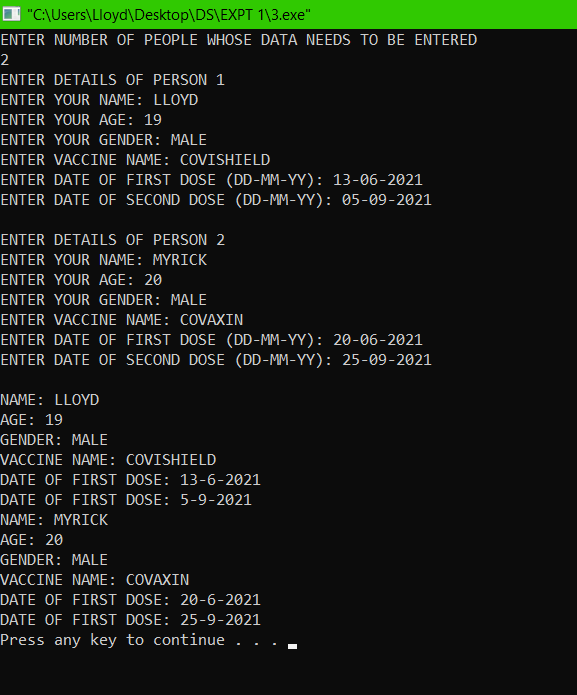 "C:\Users\Lloyd\Desktop\DS\EXPT 1\3.exe"
ENTER NUMBER OF PEOPLE WHOSE DATA NEEDS TO BE ENTERED
2
ENTER DETAILS OF PERSON 1
ENTER YOUR NAME: LLOYD
ENTER YOUR AGE: 19
ENTER YOUR GENDER: MALE
ENTER VACCINE NAME: COVISHIELD
ENTER DATE OF FIRST DOSE (DD-MM-YY): 13-06-2021
ENTER DATE OF SECOND DOSE (DD-MM-YY): 05-09-2021

ENTER DETAILS OF PERSON 2
ENTER YOUR NAME: MYRICK
ENTER YOUR AGE: 20
ENTER YOUR GENDER: MALE
ENTER VACCINE NAME: COVAXIN
ENTER DATE OF FIRST DOSE (DD-MM-YY): 20-06-2021
ENTER DATE OF SECOND DOSE (DD-MM-YY): 25-09-2021

NAME: LLOYD
AGE: 19
GENDER: MALE
VACCINE NAME: COVISHIELD
DATE OF FIRST DOSE: 13-6-2021
DATE OF FIRST DOSE: 5-9-2021
NAME: MYRICK
AGE: 20
GENDER: MALE
VACCINE NAME: COVAXIN
DATE OF FIRST DOSE: 20-6-2021
DATE OF FIRST DOSE: 25-9-2021
Press any key to continue . . .